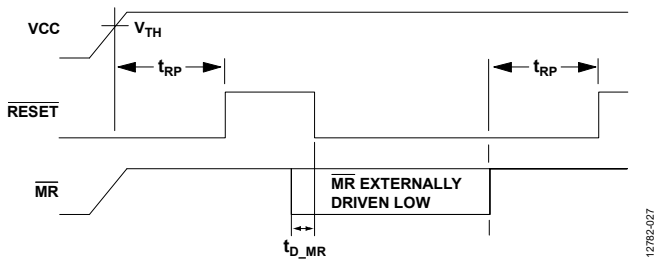 VCC
VTH
tRP
tRP
RESET
MR
MR EXTERNALLY
DRIVEN LOW
tD_MR
12782-027